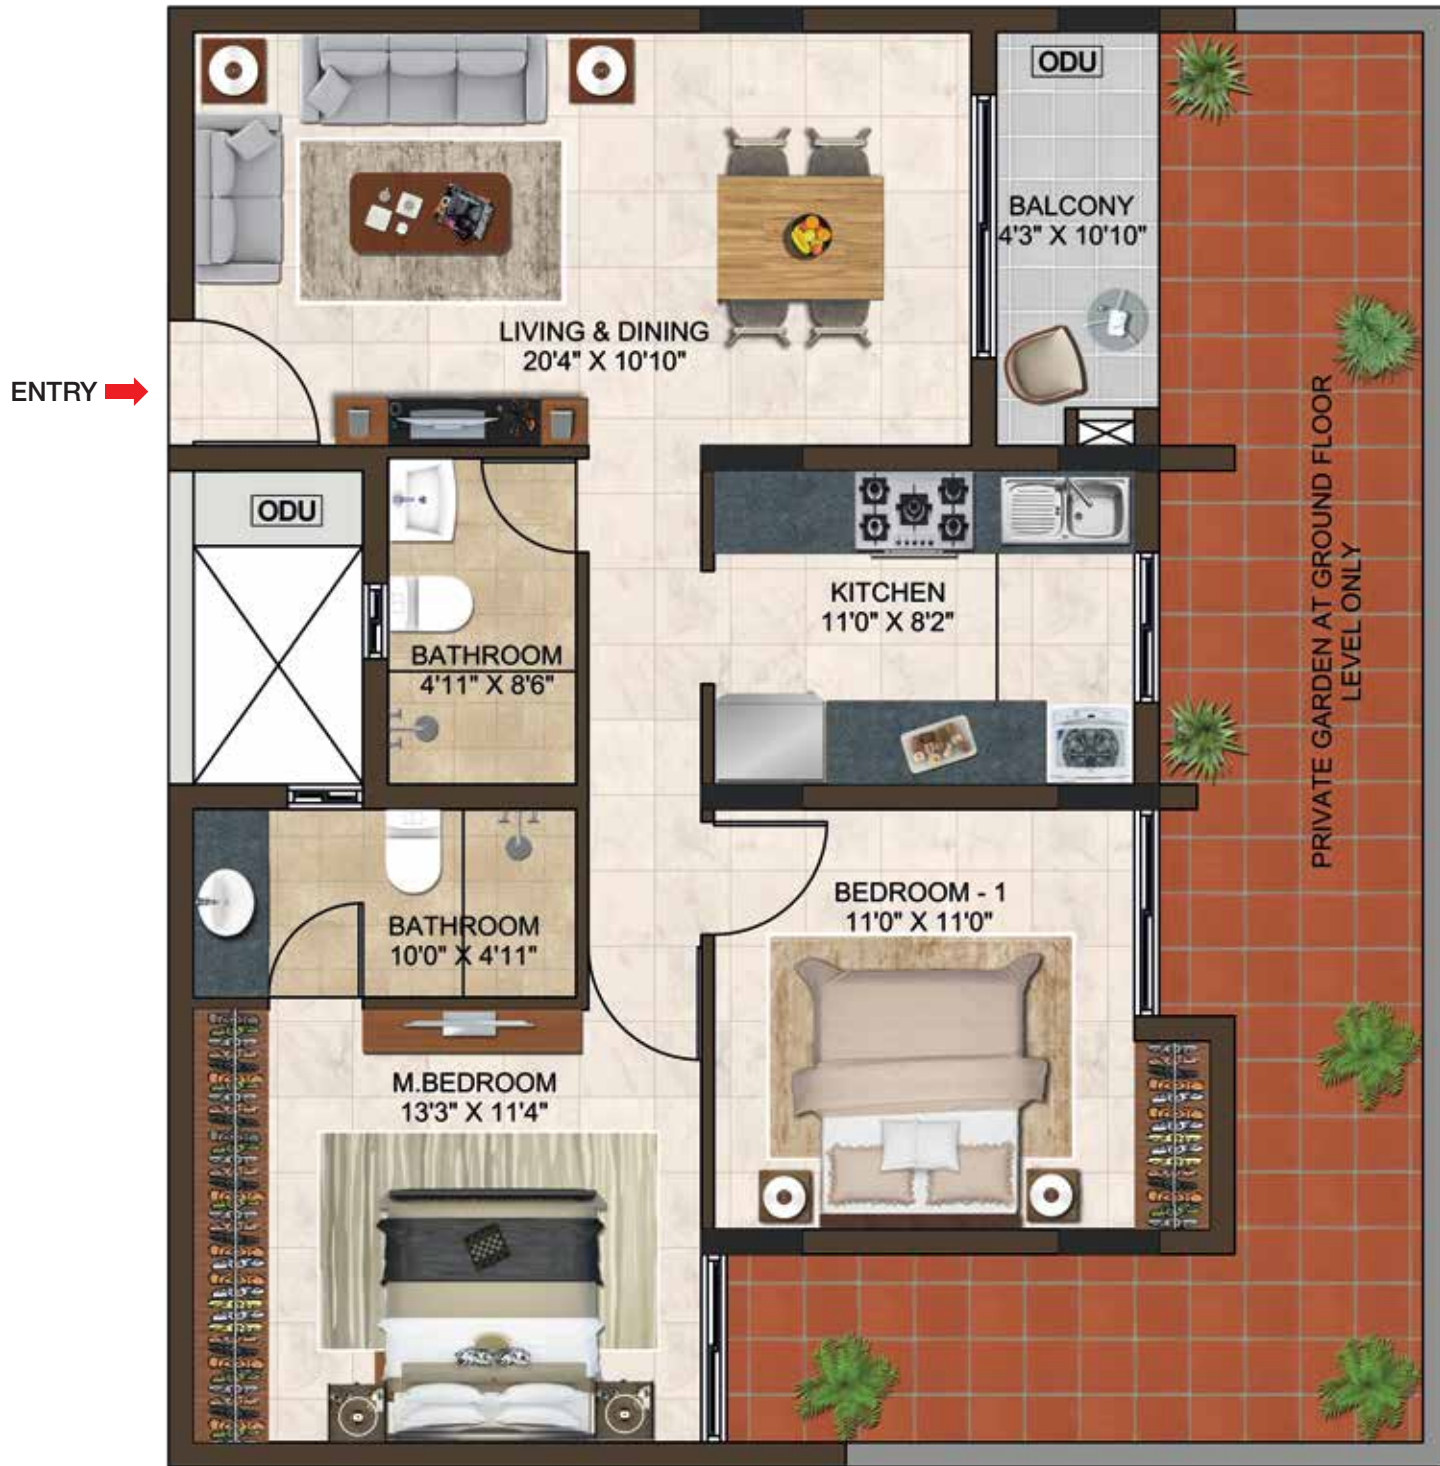 ODU
BALCONY
4'3" X 10'10"
LIVING & DINING
20'4" X 10'10"
ENTRY
ODU
KITCHEN
11'0" X 8'2"
BATHROOM
4'11" X 8'6"
PRIVATE GARDEN AT GROUND FLOOR
LEVEL ONLY
BEDROOM - 1
11'0" X 11'0"
BATHROOM
10'0" X 4'11"
M.BEDROOM
13'3" X 11'4"